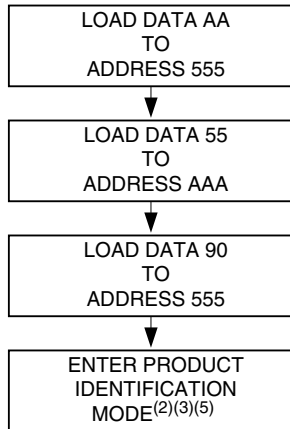 LOAD DATA AA
TO
ADDRESS 555
LOAD DATA 55
TO
ADDRESS AAA
LOAD DATA 90
TO
ADDRESS 555
ENTER PRODUCT
IDENTIFICATION
MODE(2)(3)(5)